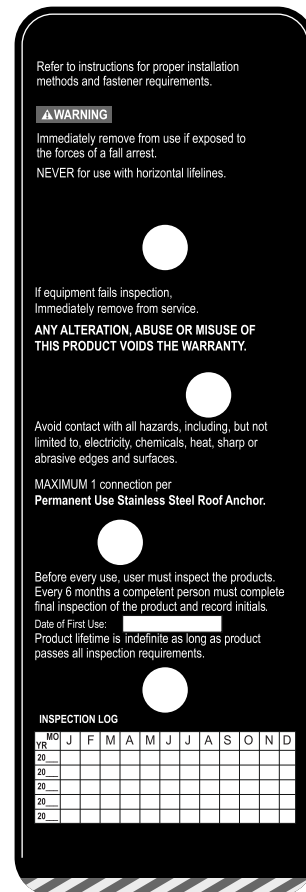 Refer to instructions for proper installation
methods and fastener requirements.
WARNING
Immediately remove from use if exposed to
the forces of a fall arrest.
NEVER for use with horizontal lifelines.
If equipment fails inspection,
Immediately remove from service.
ANY ALTERATION, ABUSE OR MISUSE OF
THIS PRODUCT VOIDS THE WARRANTY.
Avoid contact with all hazards, including, but not
limited to, electricity, chemicals, heat, sharp or
abrasive edges and surfaces.
MAXIMUM 1 connection per
Permanent Use Stainless Steel Roof Anchor.
Before every use, user must inspect the products.
Every 6 months a competent person must complete
final inspection of the product and record initials.
Date of First Use:
Product lifetime is indefinite as long as product
passes all inspection requirements.
INSPECTION LOG
YR MO J F M A M J J A S O N D
20__
20__
20__
20__
20__